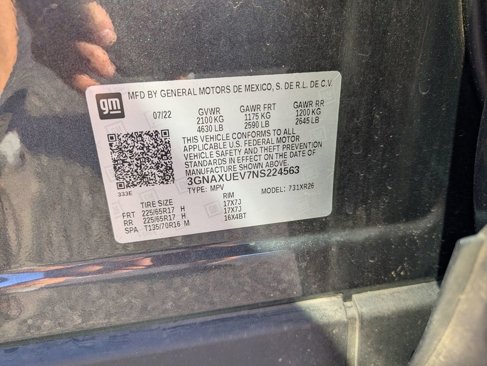 gm
MFD BY GENERAL MOTORS DE MEXICO, S. DE R.L. DE C.V.
07/22 GVWR GAWR FRT GAWR RR
2100 KG 1175 KG 1200 KG
4630 LB 2590 LB 2645 LB
THIS VEHICLE CONFORMS TO ALL
APPLICABLE U.S. FEDERAL MOTOR
VEHICLE SAFETY AND THEFT PREVENTION
STANDARDS IN EFFECT ON THE DATE OF
MANUFACTURE SHOWN ABOVE.
3GNAXUEV7NS224563
333E TYPE: MPV MODEL: 731XR26
TIRE SIZE RIM
FRT 225/65R17 H 17X7J
RR 225/65R17 H 17X7J
SPA T135/70R16 M 16X4BT